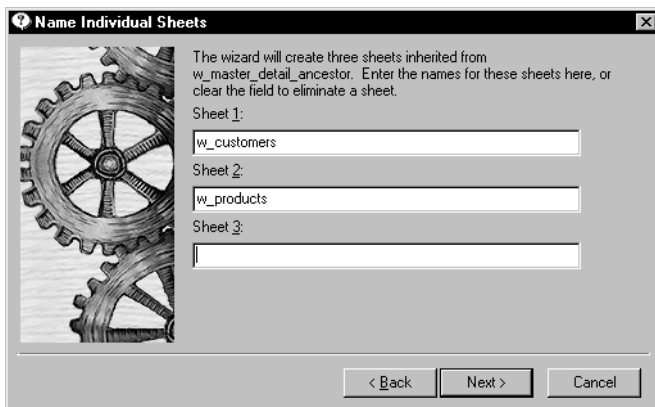 Name Individual Sheets
The wizard will create three sheets inherited from
w_master_detail_ancestor. Enter the names for these sheets here, or
clear the field to eliminate a sheet.
Sheet 1:
w_customers
Sheet 2:
w_products
Sheet 3:
< Back Next > Cancel